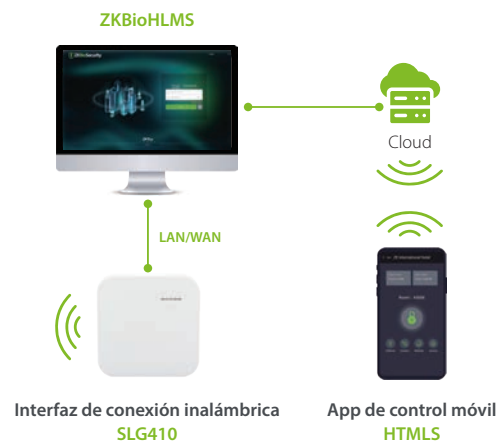 ZKBioHLMS
Cloud
LAN/WAN
Interfaz de conexión inalámbrica
SLG410
App de control móvil
HTMLS